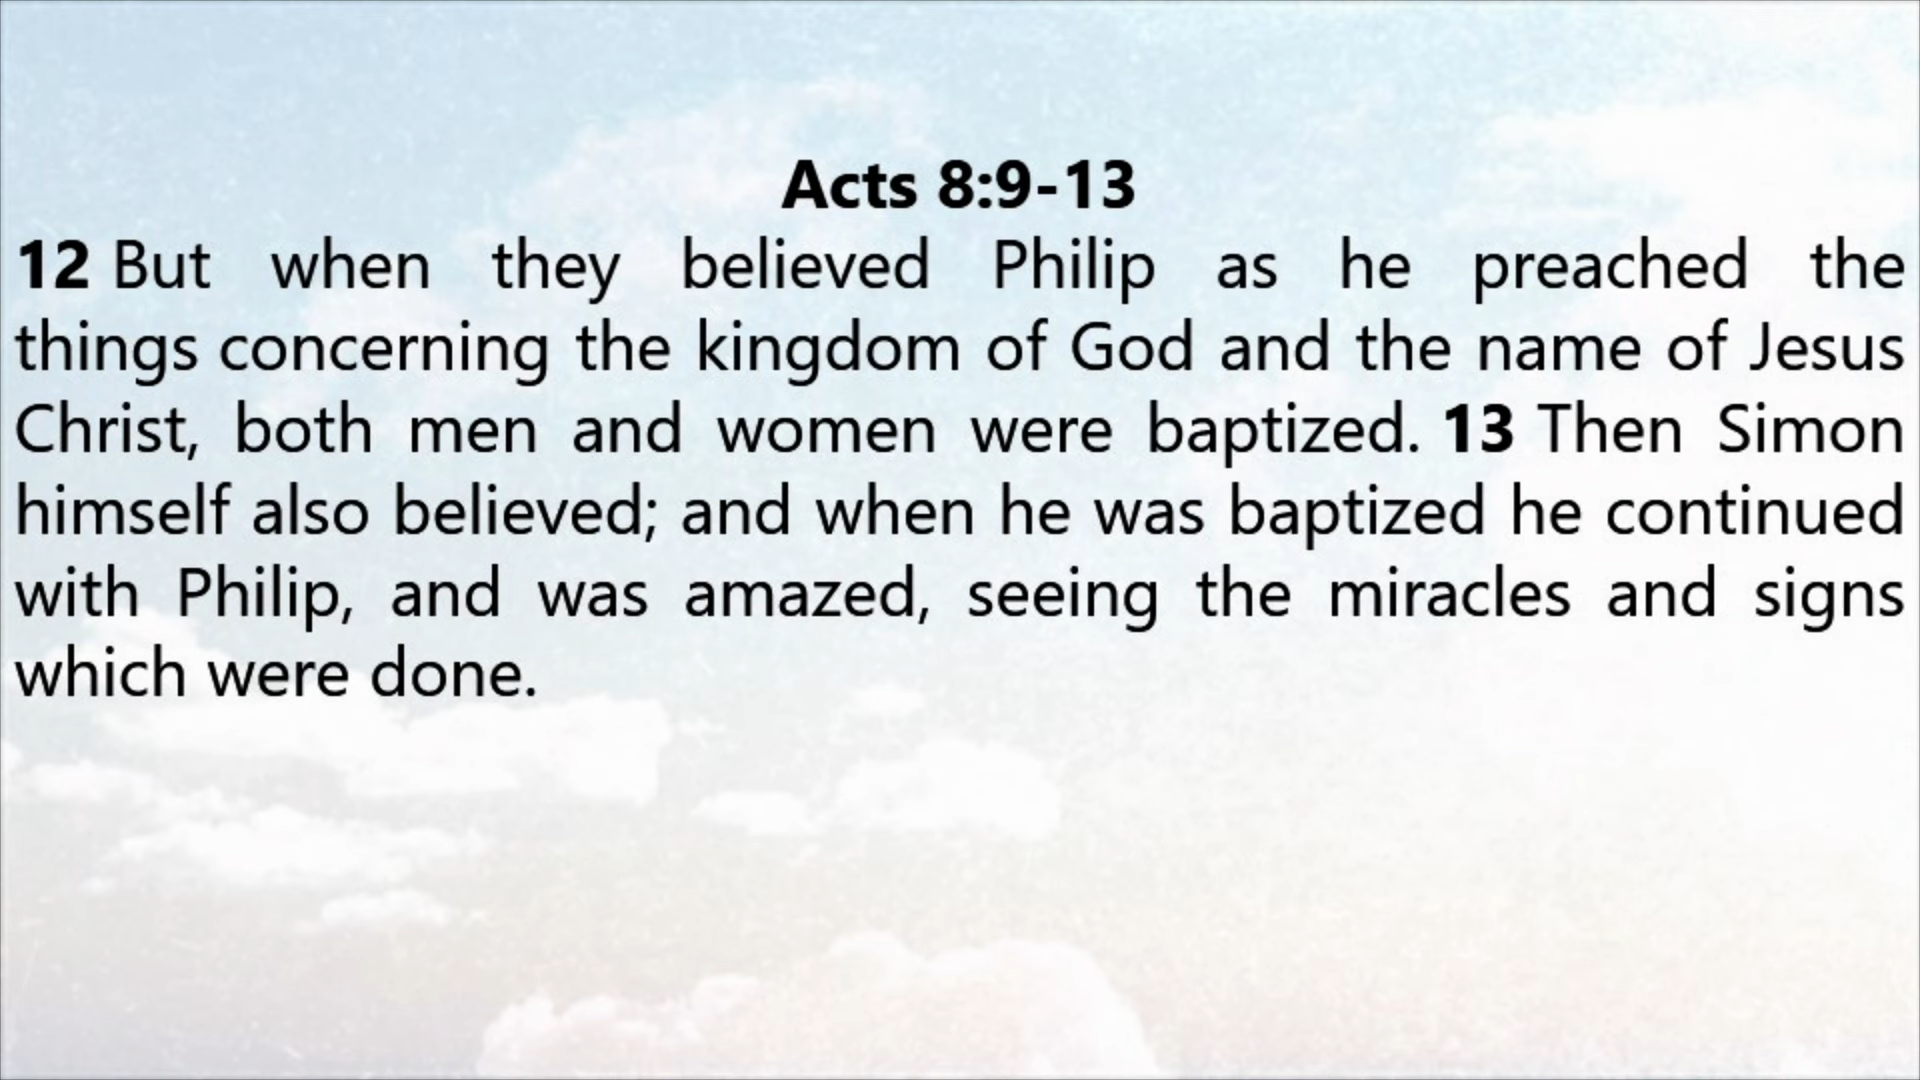 Acts 8:9-13
12 But when they believed Philip as he preached the
things concerning the kingdom of God and the name of Jesus
Christ, both men and women were baptized. 13 Then Simon
himself also believed; and when he was baptized he continued
with Philip, and was amazed, seeing the miracles and signs
which were done.